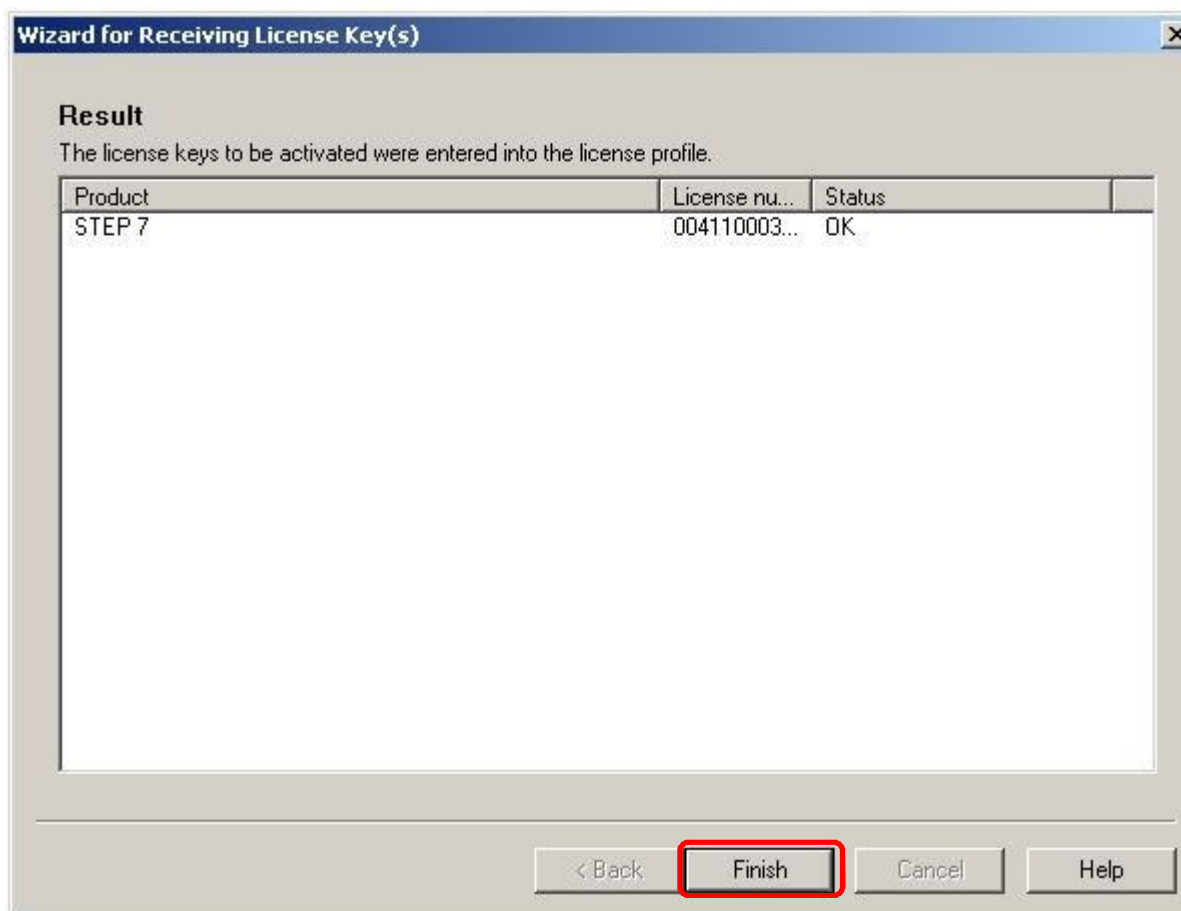 Wizard for Receiving License Key(s)
Result
The license keys to be activated were entered into the license profile.
Product License nu... Status
STEP 7 004110003... OK
< Back Finish Cancel Help